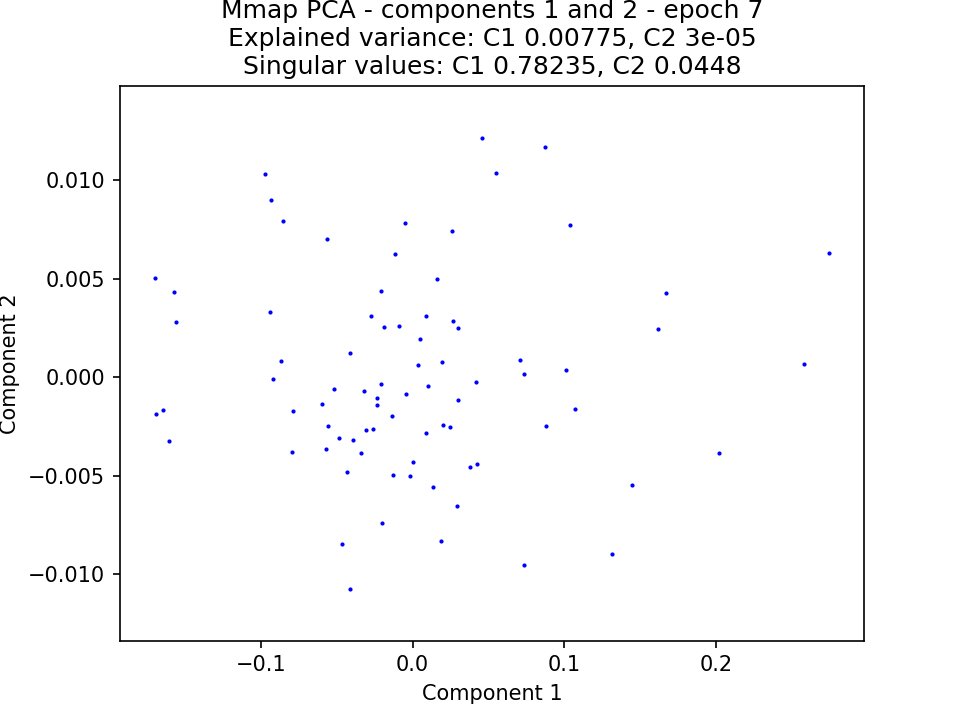 Mmap PCA - components 1 and 2 - epoch 7
Explained variance: C1 0.00775, C2 3e-05
Singular values: C1 0.78235, C2 0.0448
0.010
0.005
0.000
−0.005
−0.010
Component 2
−0.1
0.0
0.1
0.2
Component 1